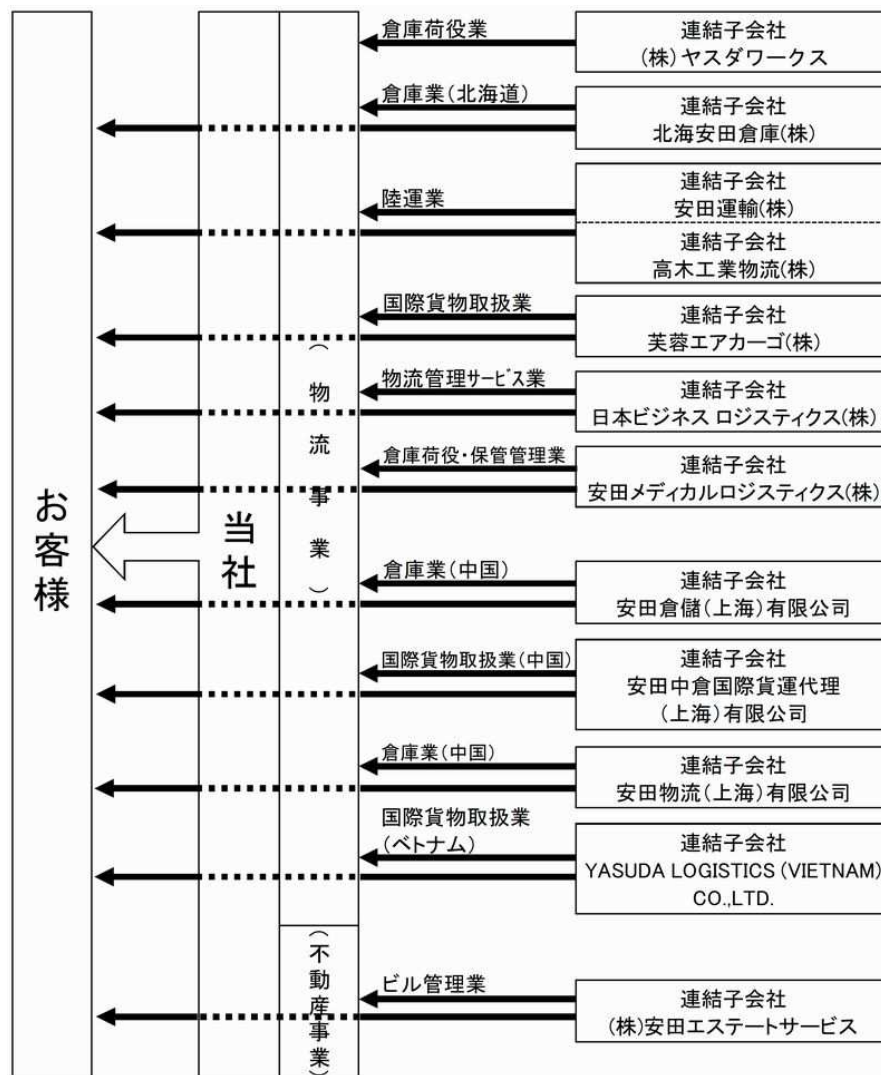 お客様
当社
（物流事業）
（不動産事業）
倉庫荷役業
連結子会社
(株)ヤスダワークス
倉庫業(北海道)
連結子会社
北海安田倉庫(株)
陸運業
連結子会社
安田運輸(株)
連結子会社
高木工業物流(株)
国際貨物取扱業
連結子会社
芙蓉エアカーゴ(株)
物流管理サービス業
連結子会社
日本ビジネス ロジスティクス(株)
倉庫荷役・保管管理業
連結子会社
安田メディカルロジスティクス(株)
倉庫業(中国)
連結子会社
安田倉儲(上海)有限公司
国際貨物取扱業(中国)
連結子会社
安田中倉国際貨運代理
(上海)有限公司
倉庫業(中国)
連結子会社
安田物流(上海)有限公司
国際貨物取扱業
(ベトナム)
連結子会社
YASUDA LOGISTICS (VIETNAM)
CO.,LTD.
ビル管理業
連結子会社
(株)安田エステートサービス